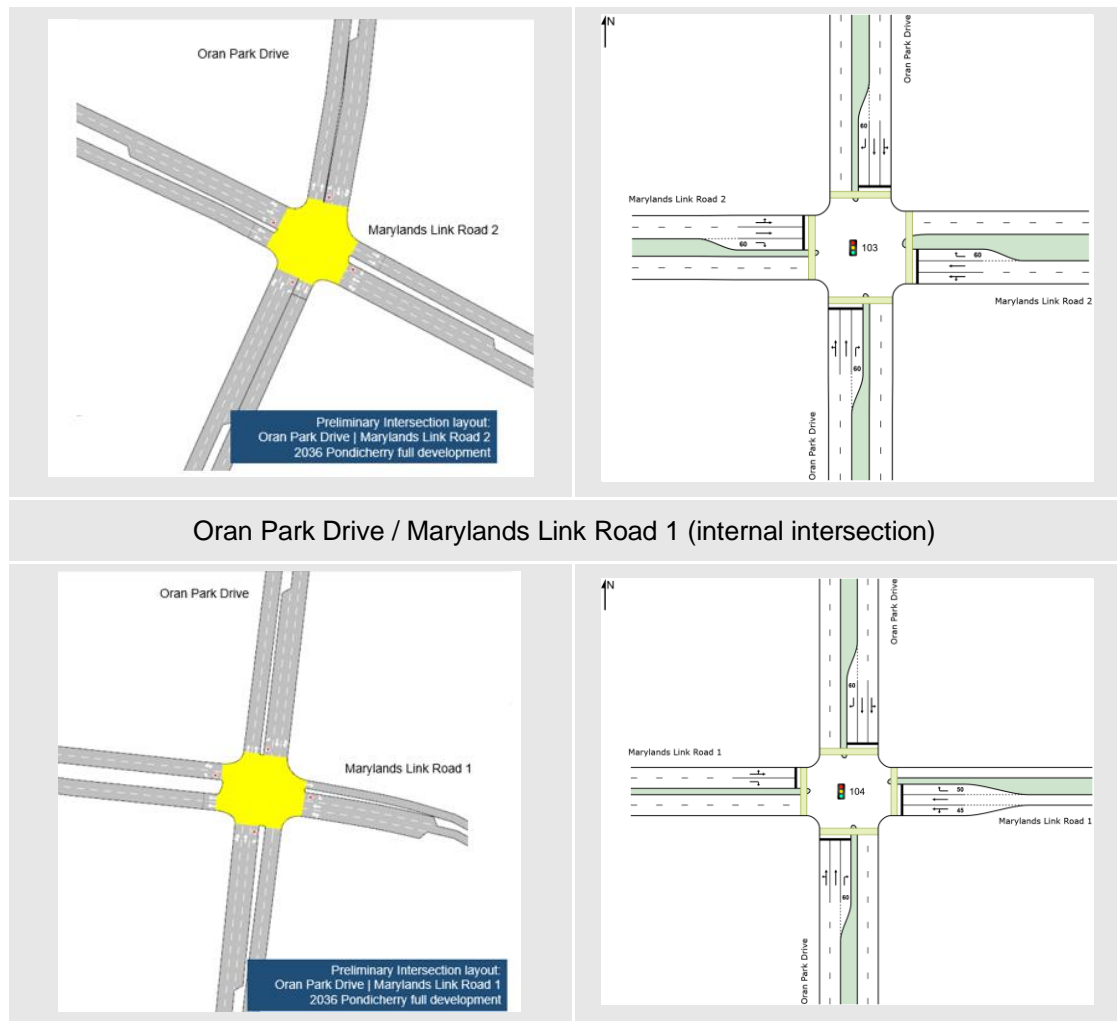 Oran Park Drive
Marylands Link Road 2
Preliminary Intersection layout:
Oran Park Drive | Marylands Link Road 2
2036 Pondicherry full development
N
Oran Park Drive
60
Marylands Link Road 2
60
103
60
Marylands Link Road 2
60
Oran Park Drive
Oran Park Drive / Marylands Link Road 1 (internal intersection)
Oran Park Drive
Marylands Link Road 1
Preliminary Intersection layout:
Oran Park Drive | Marylands Link Road 1
2036 Pondicherry full development
N
Oran Park Drive
60
Marylands Link Road 1
104
50
45
Marylands Link Road 1
60
Oran Park Drive